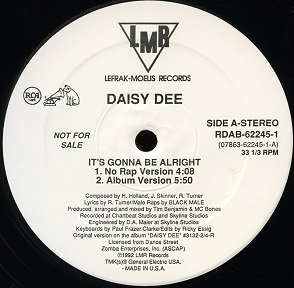 LMR
LEFRAK-MOELIS RECORDS
RCA
DAISY DEE
NOT FOR
SALE
SIDE A-STEREO
RDAB-62245-1
(07863-62245-1-A)
33 1/3 RPM
IT'S GONNA BE ALRIGHT
1. No Rap Version 4:08
2. Album Version 5:50
Composed by H. Holland, J. Skinner, R. Turner
Lyrics by R. Turner/Male Raps by BLACK MALE
Produced, arranged and mixed by Tim Benjamin & MC Bones
Recorded at Chartbeat Studios and Skyline Studios
Engineered by D.A. Maler at Skyline Studios
Keyboards by Paul Frazer Clarke/Edits by Ricky Essig
Original version on the album "DAISY DEE" #3132-2/4-R
Licensed from Dance Street
Zomba Enterprises, Inc. (ASCAP)
℗1992 LMR Records
TMK(s)® General Electric USA.
- MADE IN U.S.A.